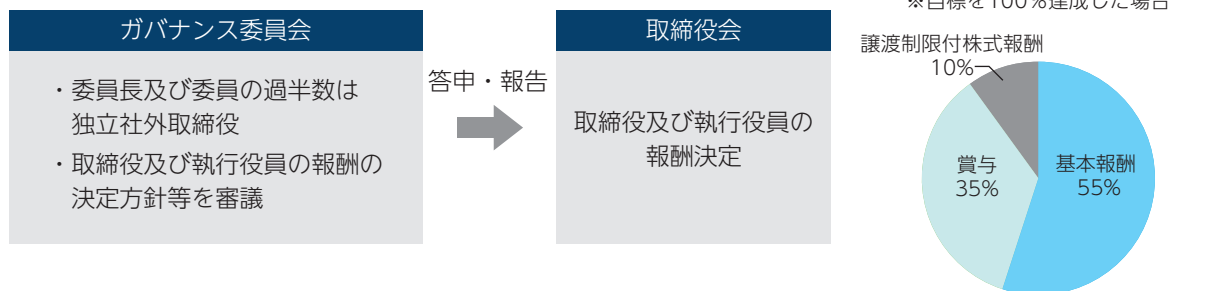 ガバナンス委員会
・委員長及び委員の過半数は
独立社外取締役
・取締役及び執行役員の報酬の
決定方針等を審議
答申・報告
取締役会
取締役及び執行役員の
報酬決定
※目標を100％達成した場合
譲渡制限付株式報酬
10%
賞与
35%
基本報酬
55%